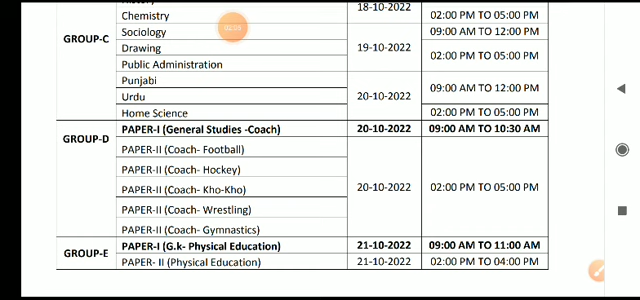 18-10-2022
Chemistry 02:00 PM TO 05:00 PM
GROUP-C Sociology 09:00 AM TO 12:00 PM
Drawing 19-10-2022 02:00 PM TO 05:00 PM
Public Administration
Punjabi 20-10-2022 09:00 AM TO 12:00 PM
Urdu
Home Science 02:00 PM TO 05:00 PM
GROUP-D PAPER-I (General Studies -Coach) 20-10-2022 09:00 AM TO 10:30 AM
PAPER-II (Coach- Football)
PAPER-II (Coach- Hockey)
PAPER-II (Coach- Kho-Kho) 20-10-2022 02:00 PM TO 05:00 PM
PAPER-II (Coach- Wrestling)
PAPER-II (Coach- Gymnastics)
GROUP-E PAPER-I (G.k- Physical Education) 21-10-2022 09:00 AM TO 11:00 AM
PAPER- II (Physical Education) 21-10-2022 02:00 PM TO 04:00 PM